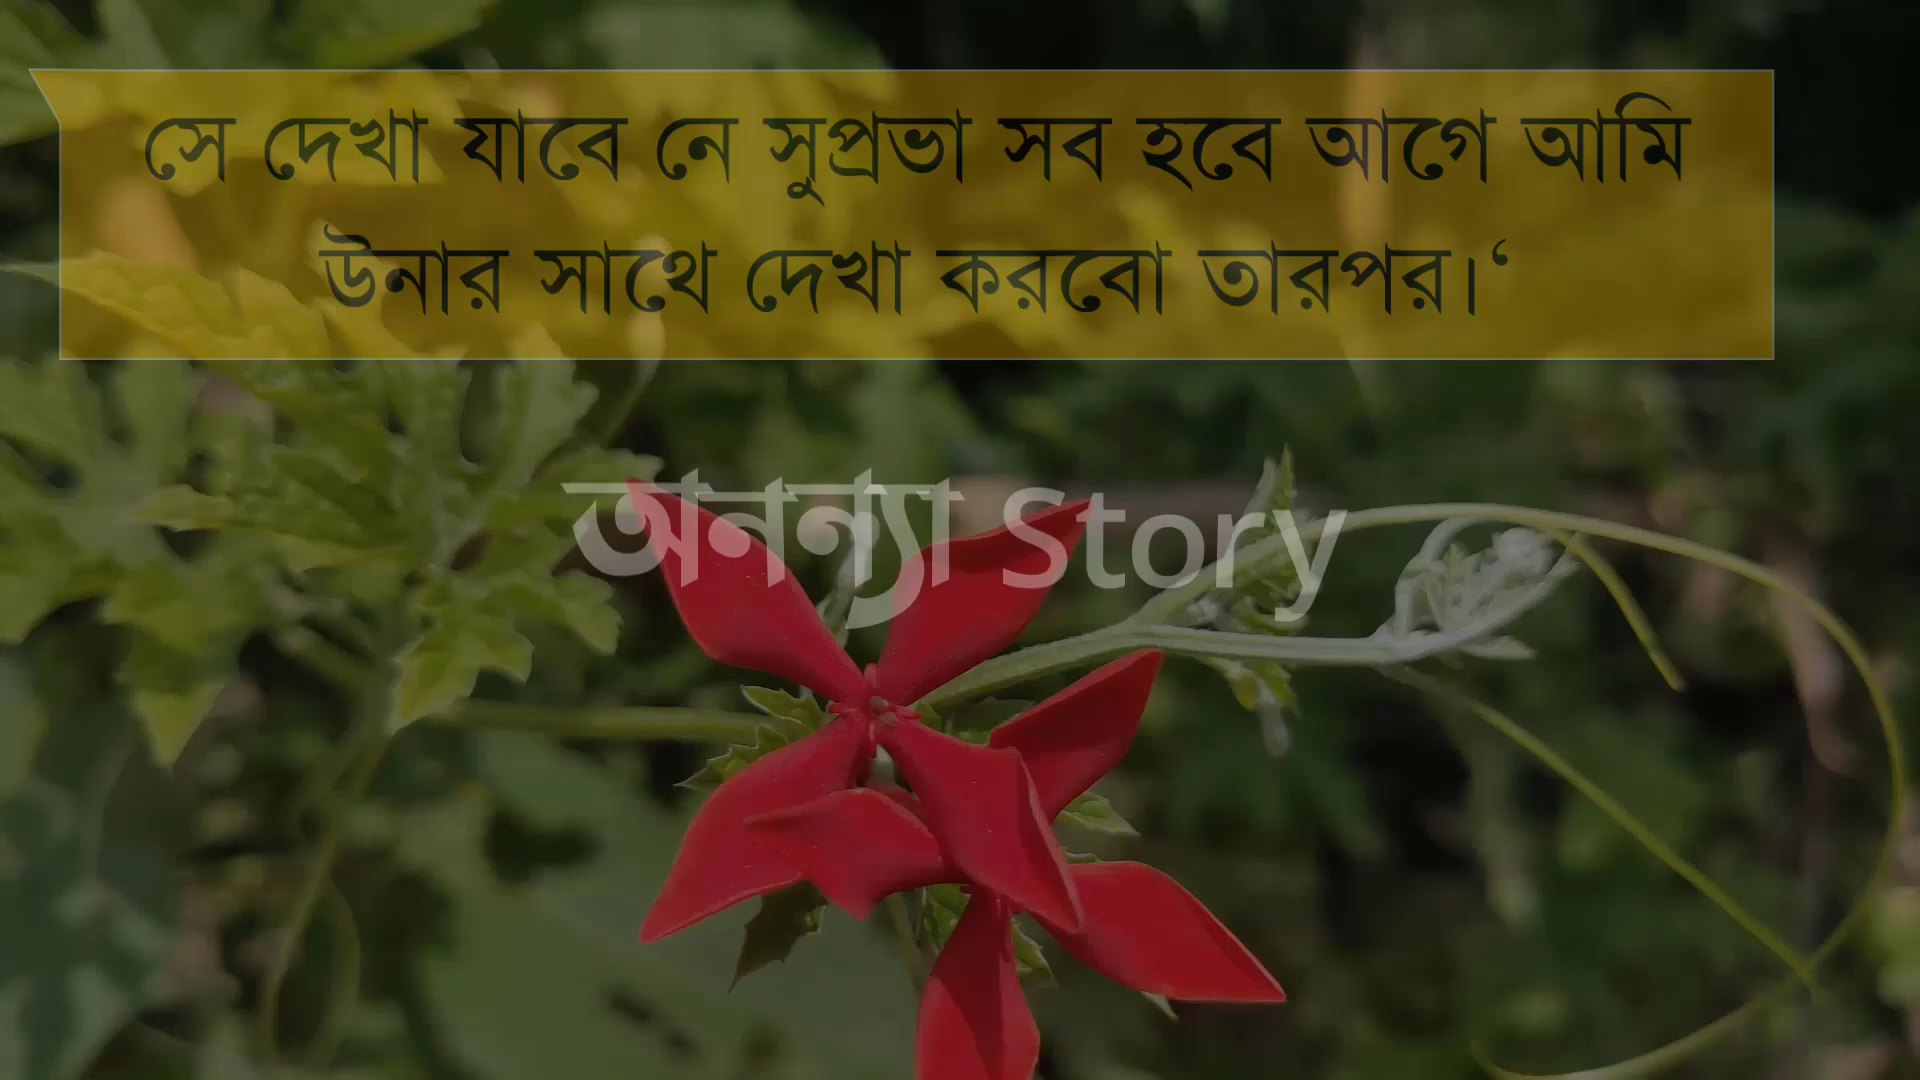 সে দেখা যাবে নে সুপ্রভা সব হবে আগে আমি
উনার সাথে দেখা করবো তারপর।‘
অনন্যা Story